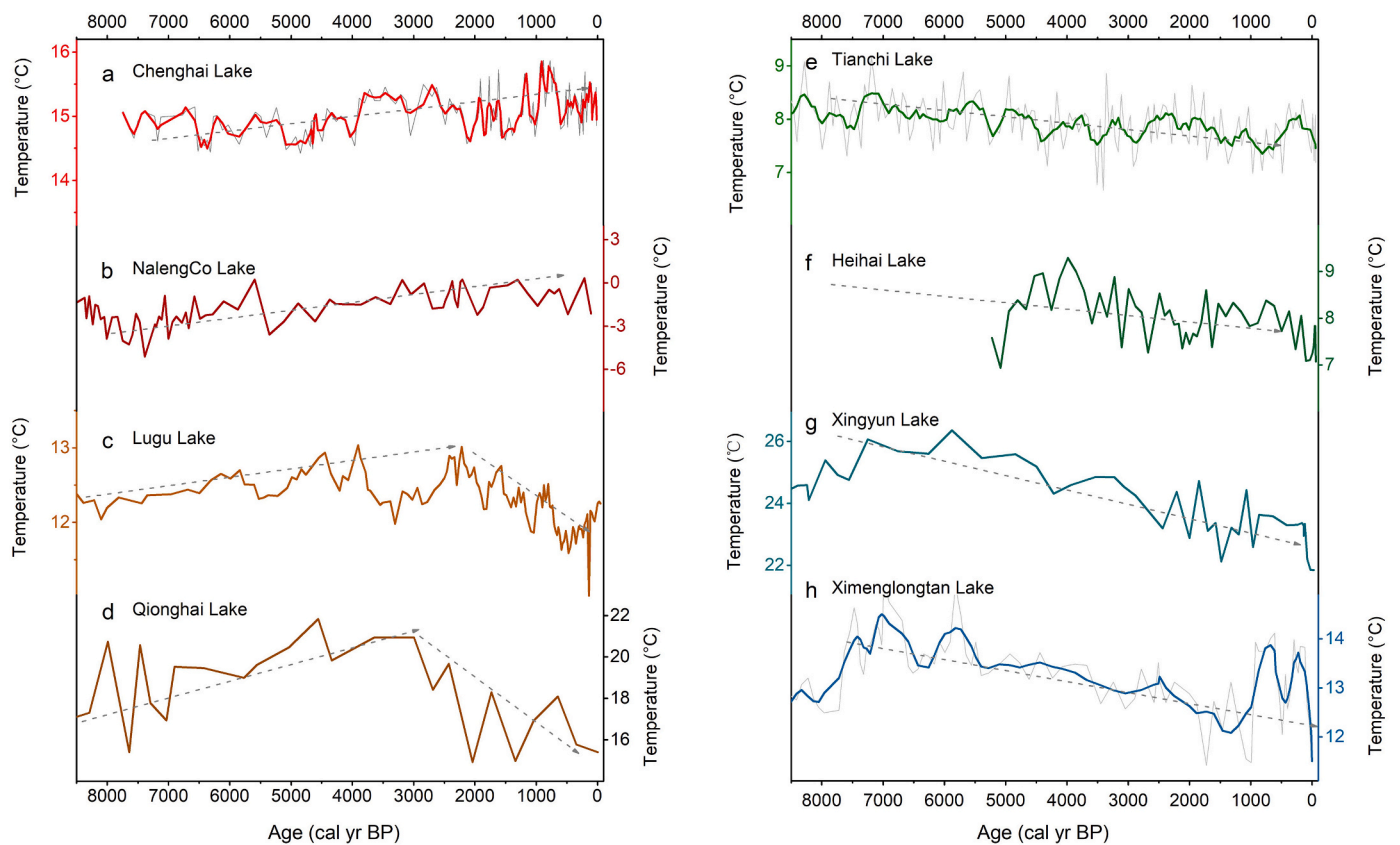 8000 7000 6000 5000 4000 3000 2000 1000 0
a Chenghai Lake
Temperature (°C)
16
15
14
b NalengCo Lake
Temperature (°C)
3
0
-3
-6
c Lugu Lake
Temperature (°C)
13
12
d Qionghai Lake
Temperature (°C)
22
20
18
16
8000 7000 6000 5000 4000 3000 2000 1000 0
Age (cal yr BP)
8000 7000 6000 5000 4000 3000 2000 1000 0
e Tianchi Lake
Temperature (°C)
9
8
7
f Heihai Lake
Temperature (°C)
9
8
7
g Xingyun Lake
Temperature (℃)
26
24
22
h Ximenglongtan Lake
Temperature (°C)
14
13
12
8000 7000 6000 5000 4000 3000 2000 1000 0
Age (cal yr BP)